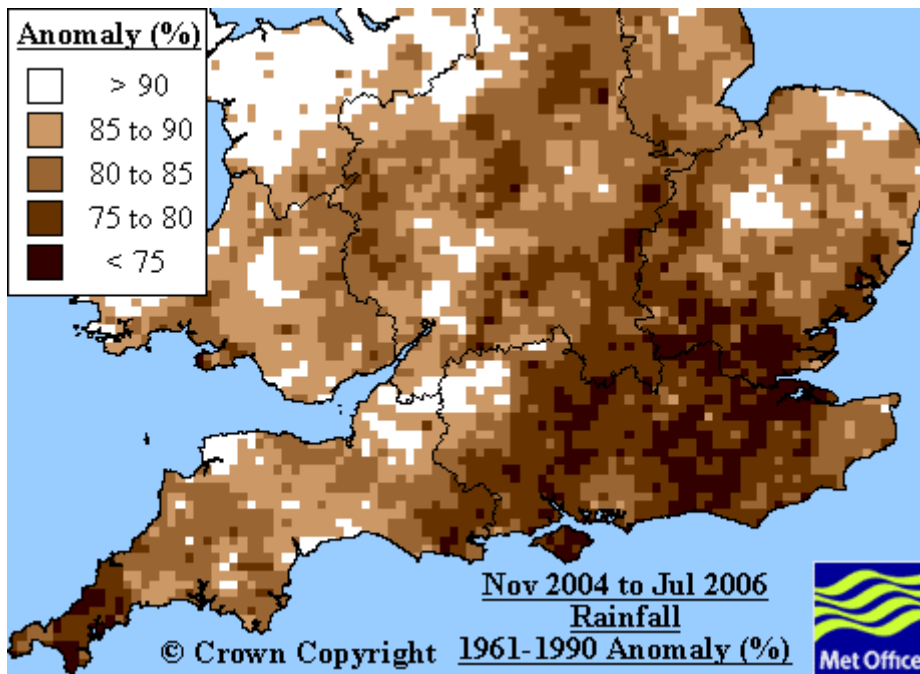 Anomaly (%)
> 90
85 to 90
80 to 85
75 to 80
< 75
Nov 2004 to Jul 2006
Rainfall
1961-1990 Anomaly (%)
© Crown Copyright
Met Office